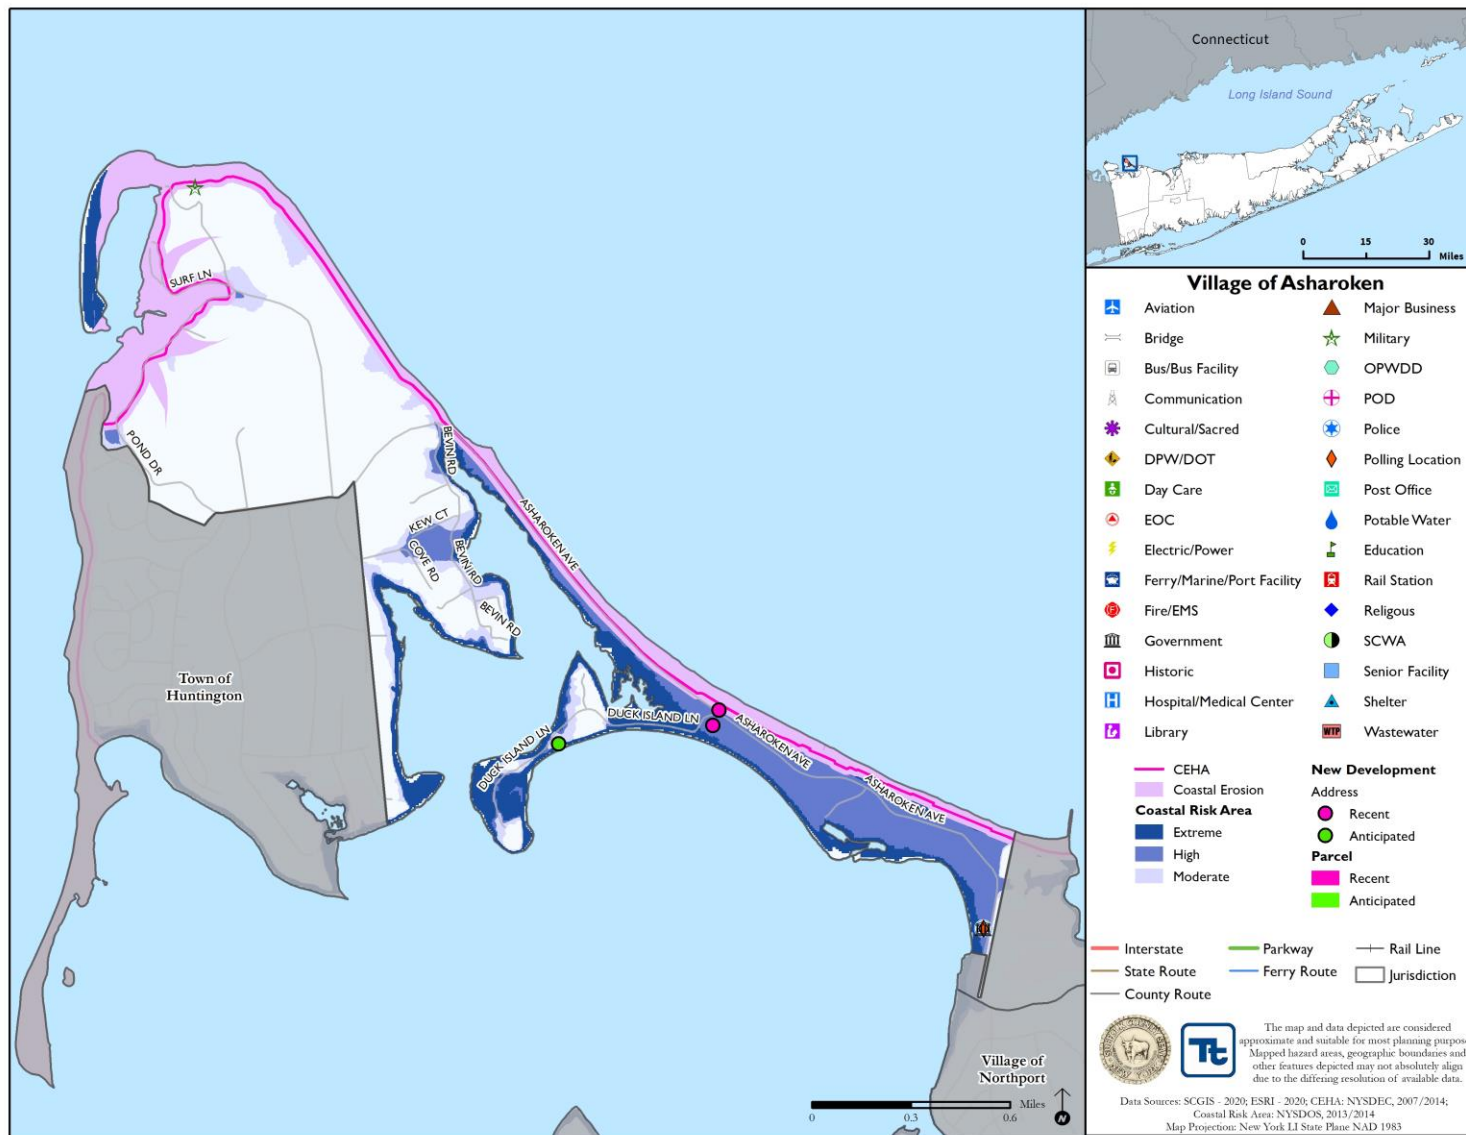 Connecticut
Long Island Sound
0 15 30
Miles
SURF LN
POND DR
BEVIN RD
ASHAROKEN AVE
KEW CT
COVE RD
BEVIN RD
BEVIN RD
Town of
Huntington
DUCK ISLAND LN
DUCK ISLAND LN
ASHAROKEN AVE
ASHAROKEN AVE
Village of
Northport
Miles
0 0.3 0.6
N
Village of Asharoken
Aviation
Bridge
Bus/Bus Facility
Communication
Cultural/Sacred
DPW/DOT
Day Care
EOC
Electric/Power
Ferry/Marine/Port Facility
Fire/EMS
Government
Historic
Hospital/Medical Center
Library
Major Business
Military
OPWDD
POD
Police
Polling Location
Post Office
Potable Water
Education
Rail Station
Religous
SCWA
Senior Facility
Shelter
WTP Wastewater
CEHA
Coastal Erosion
Coastal Risk Area
Extreme
High
Moderate
New Development
Address
Recent
Anticipated
Parcel
Recent
Anticipated
Interstate
State Route
County Route
Parkway
Ferry Route
Rail Line
Jurisdiction
Tt
The map and data depicted are considered
approximate and suitable for most planning purpose
Mapped hazard areas, geographic boundaries and
other features depicted may not absolutely align
due to the differing resolution of available data.
Data Sources: SCGIS - 2020; ESRI - 2020; CEHA: NYSDEC, 2007/2014;
Coastal Risk Area: NYSDOS, 2013/2014
Map Projection: New York LI State Plane NAD 1983